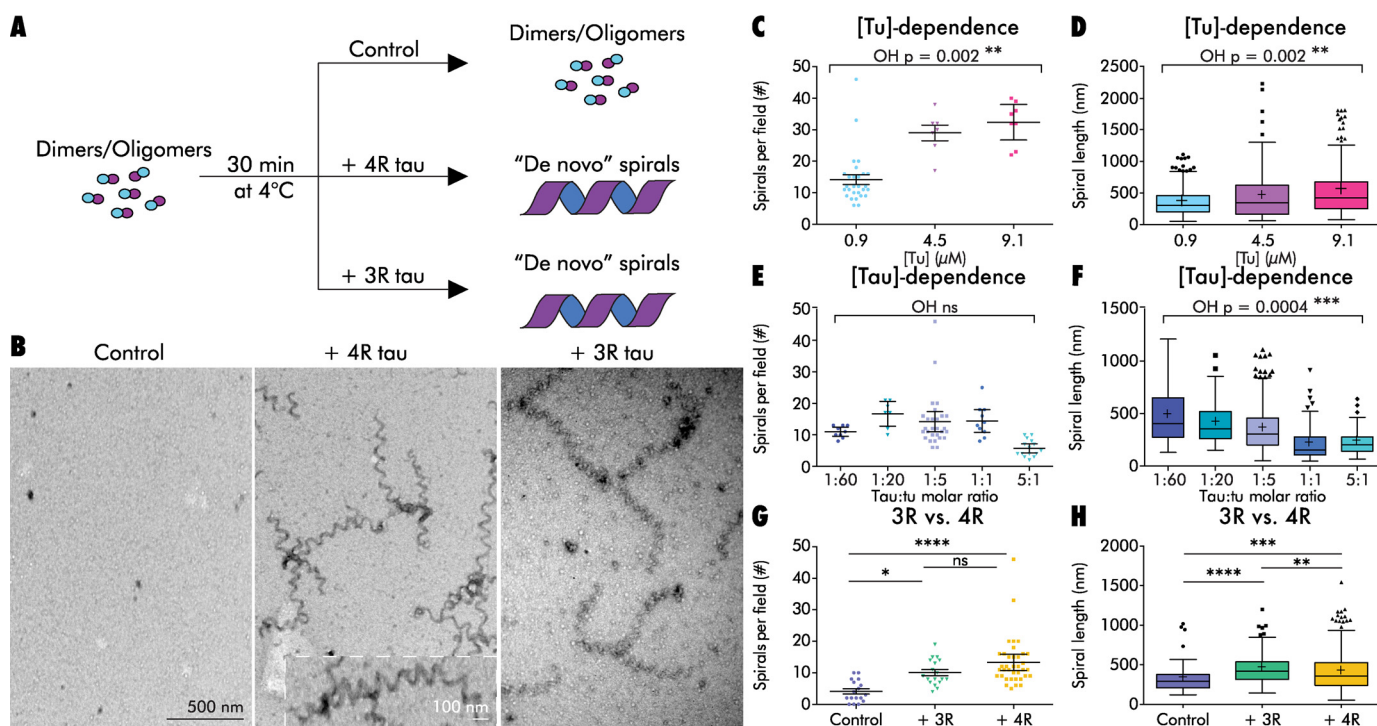 A
Dimers/Oligomers
30 min
at 4°C
Control
Dimers/Oligomers
+ 4R tau
“De novo” spirals
+ 3R tau
“De novo” spirals
B
Control
+ 4R tau
+ 3R tau
500 nm
100 nm
C
[Tu]-dependence
OH p = 0.002 **
Spirals per field (#)
50
40
30
20
10
0
0.9
4.5
9.1
[Tu] (µM)
D
[Tu]-dependence
OH p = 0.002 **
Spiral length (nm)
2500
2000
1500
1000
500
0
0.9
4.5
9.1
[Tu] (µM)
E
[Tau]-dependence
OH ns
Spirals per field (#)
50
40
30
20
10
0
1:60
1:20
1:5
1:1
5:1
Tau:tu molar ratio
F
[Tau]-dependence
OH p = 0.0004 ***
Spiral length (nm)
1500
1000
500
0
1:60
1:20
1:5
1:1
5:1
Tau:tu molar ratio
G
3R vs. 4R
****
*
ns
Spirals per field (#)
50
40
30
20
10
0
Control
+ 3R
+ 4R
H
3R vs. 4R
***
****
**
Spiral length (nm)
2000
1500
1000
500
0
Control
+ 3R
+ 4R